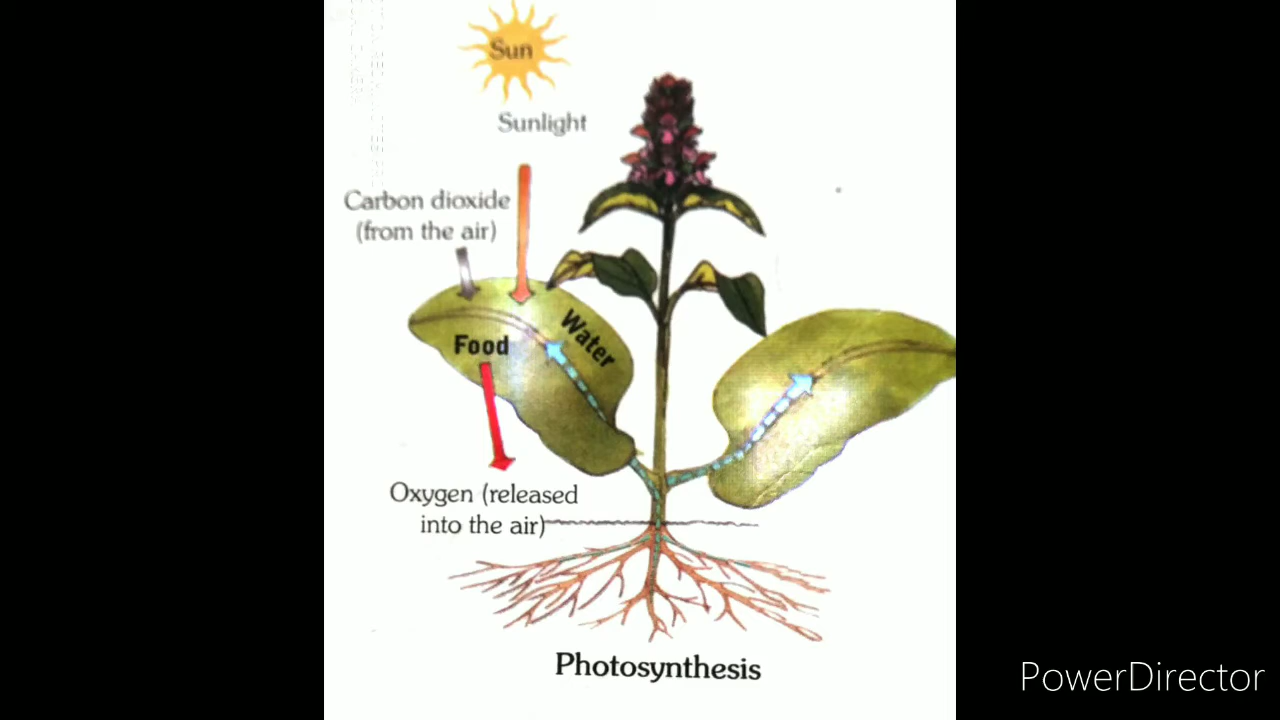 Sun
Sunlight
Carbon dioxide
(from the air)
Water
Food
Oxygen (released
into the air)
Photosynthesis
PowerDirector